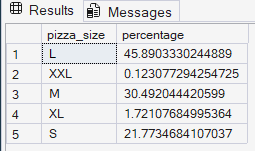 Results Messages
pizza_size percentage
1 L 45.8903330244889
2 XXL 0.123077294254725
3 M 30.492044420599
4 XL 1.72107684995364
5 S 21.7734684107037